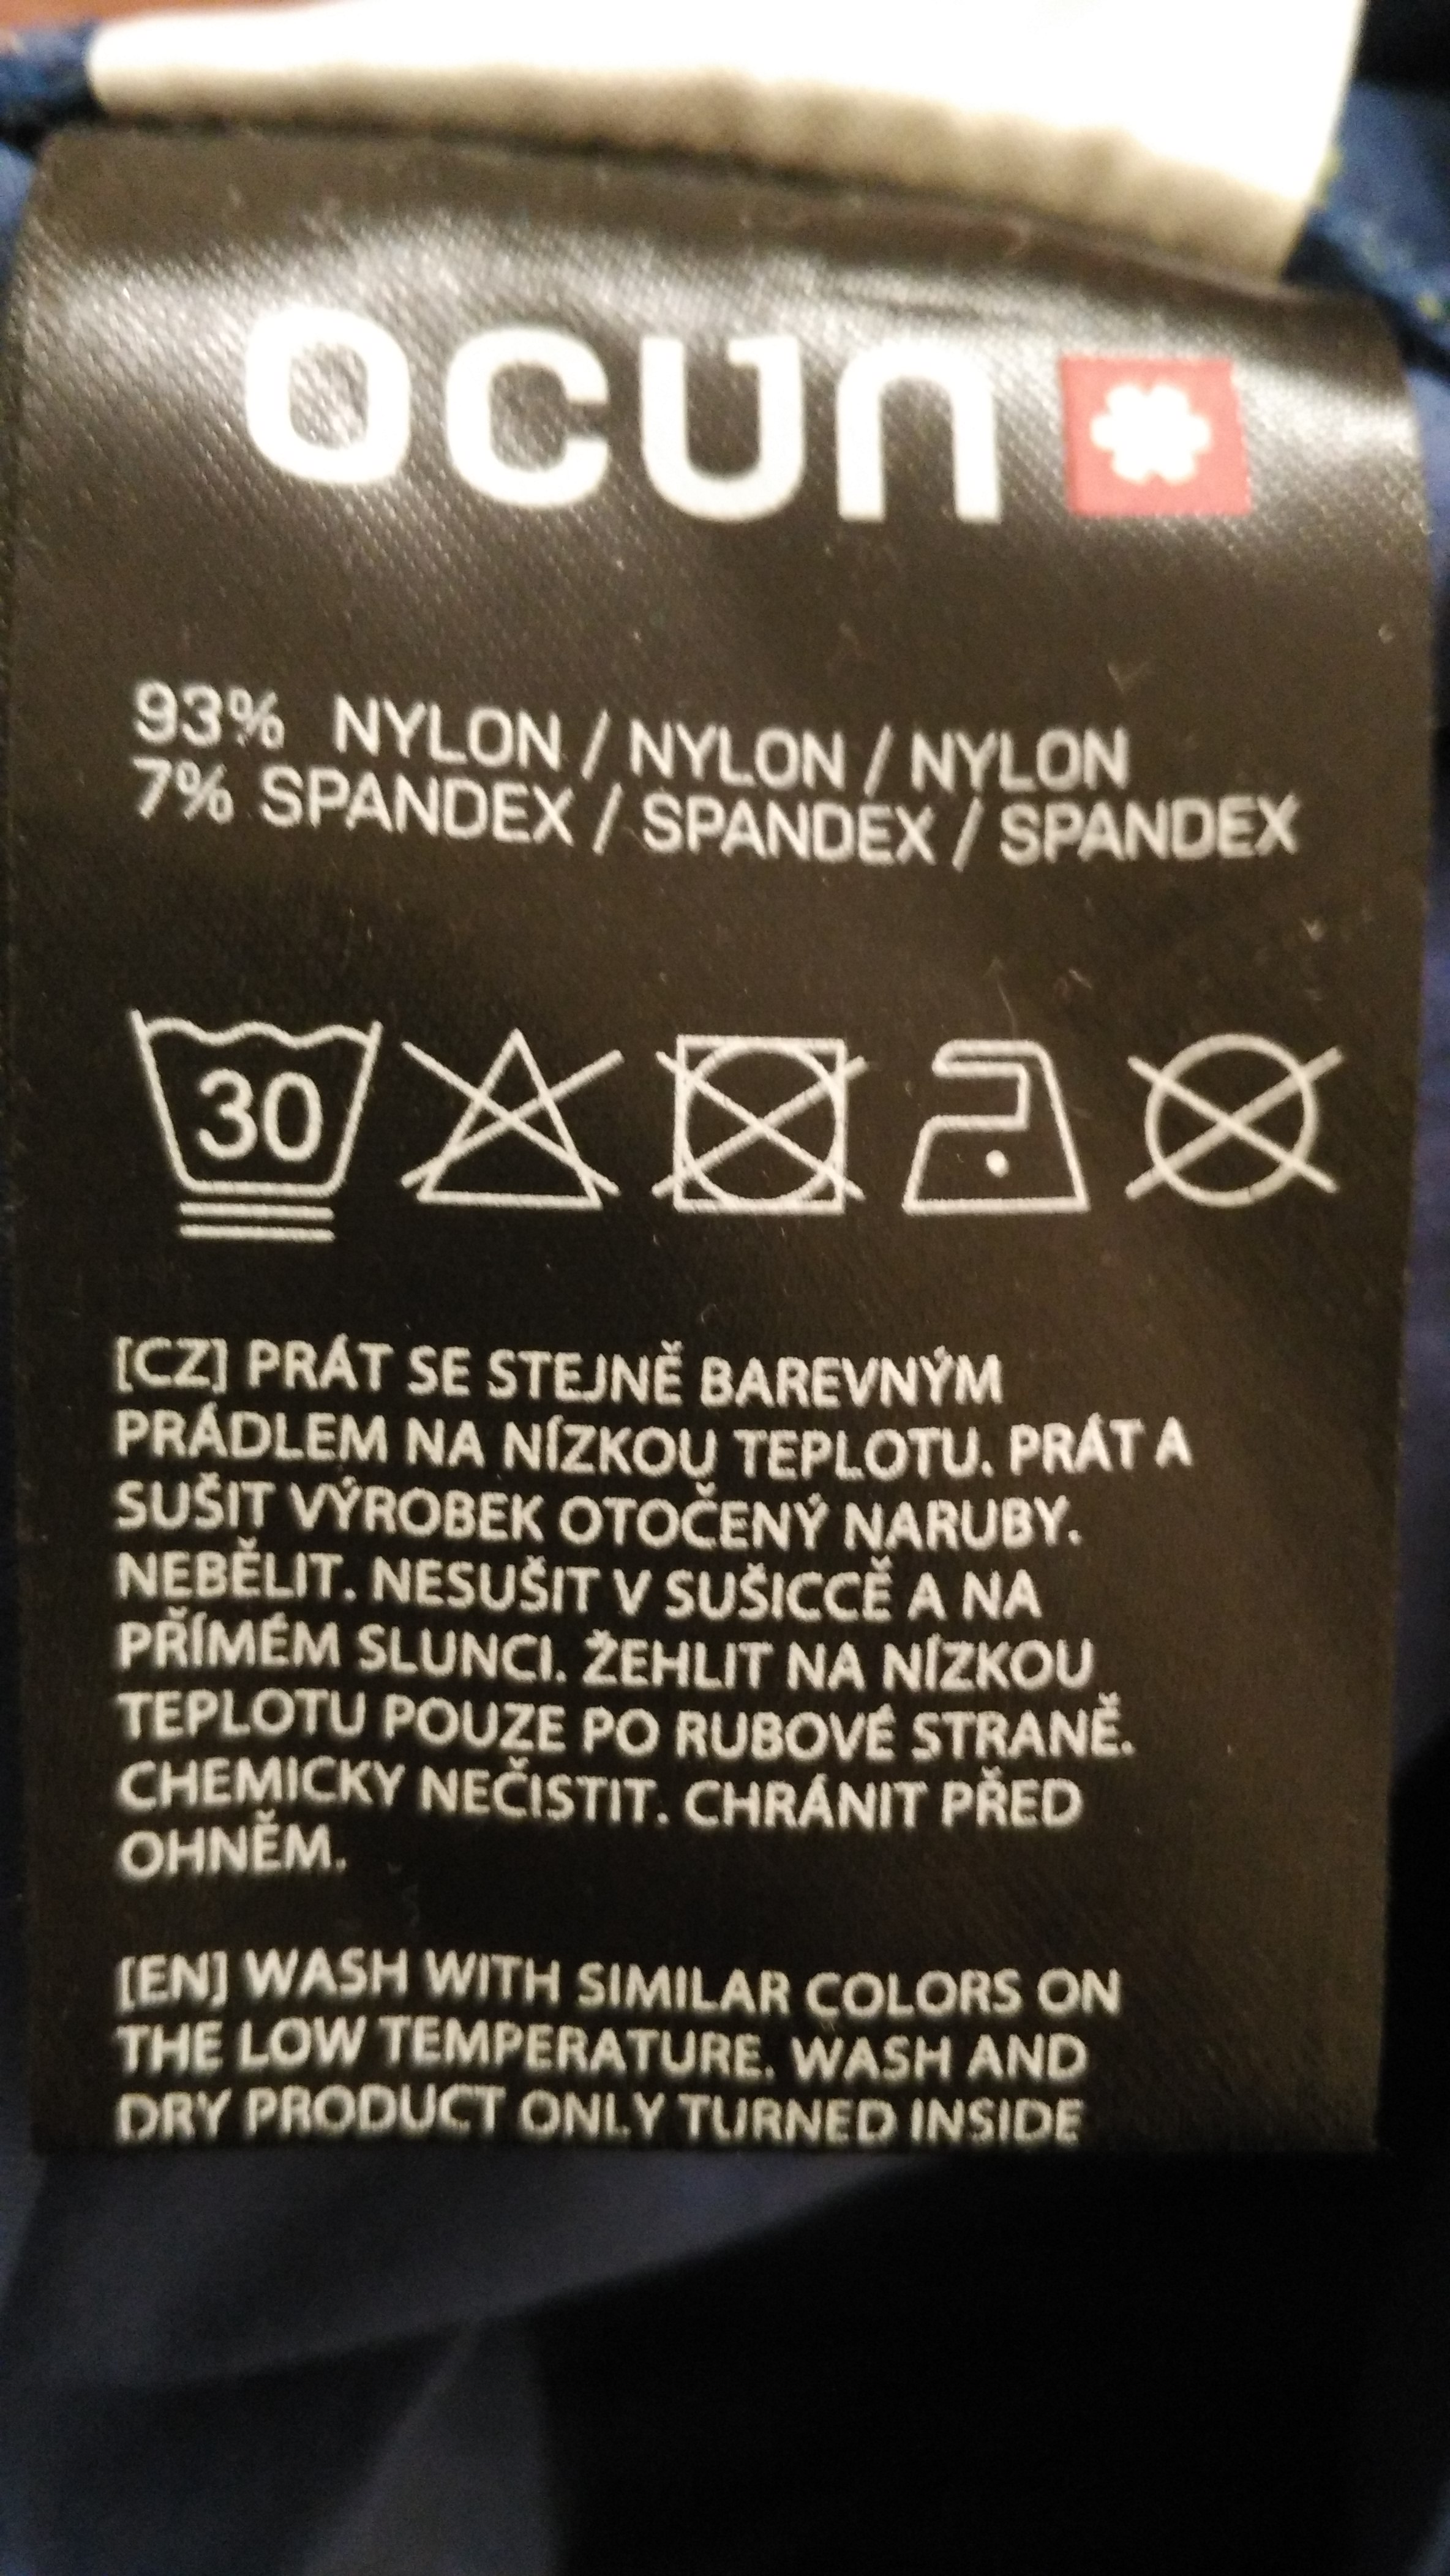 ocun
93% NYLON / NYLON / NYLON
7% SPANDEX / SPANDEX / SPANDEX
30
[CZ] PRÁT SE STEJNĚ BAREVNÝM
PRÁDLEM NA NÍZKOU TEPLOTU. PRÁT A
SUŠIT VÝROBEK OTOČENÝ NARUBY.
NEBĚLIT. NESUŠIT V SUŠICCĚ A NA
PŘÍMÉM SLUNCI. ŽEHLIT NA NÍZKOU
TEPLOTU POUZE PO RUBOVÉ STRANĚ.
CHEMICKY NEČISTIT. CHRÁNIT PŘED
OHNĚM.
[EN] WASH WITH SIMILAR COLORS ON
THE LOW TEMPERATURE. WASH AND
DRY PRODUCT ONLY TURNED INSIDE